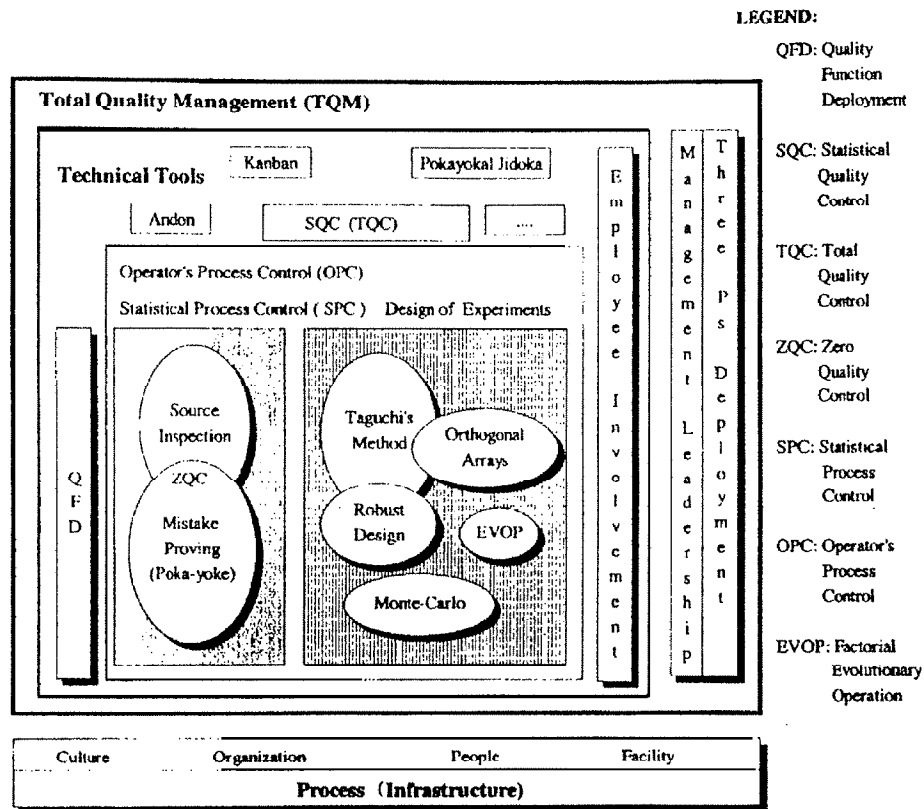 LEGEND:
QFD: Quality
Function
Deployment
SQC: Statistical
Quality
Control
TQC: Total
Quality
Control
ZQC: Zero
Quality
Control
SPC: Statistical
Process
Control
OPC: Operator's
Process
Control
EVOP: Factorial
Evolutionary
Operation
Total Quality Management (TQM)
Technical Tools
Kanban
Pokayokal Jidoka
Andon
SQC (TQC)
....
Operator's Process Control (OPC)
Statistical Process Control ( SPC )
Design of Experiments
Source
Inspection
ZQC
Mistake
Proving
(Poka-yoke)
Taguchi's
Method
Orthogonal
Arrays
Robust
Design
EVOP
Monte-Carlo
QFD
Employee Involvement
Management Leadership
Three Ps Deployment
Culture
Organization
People
Facility
Process (Infrastructure)